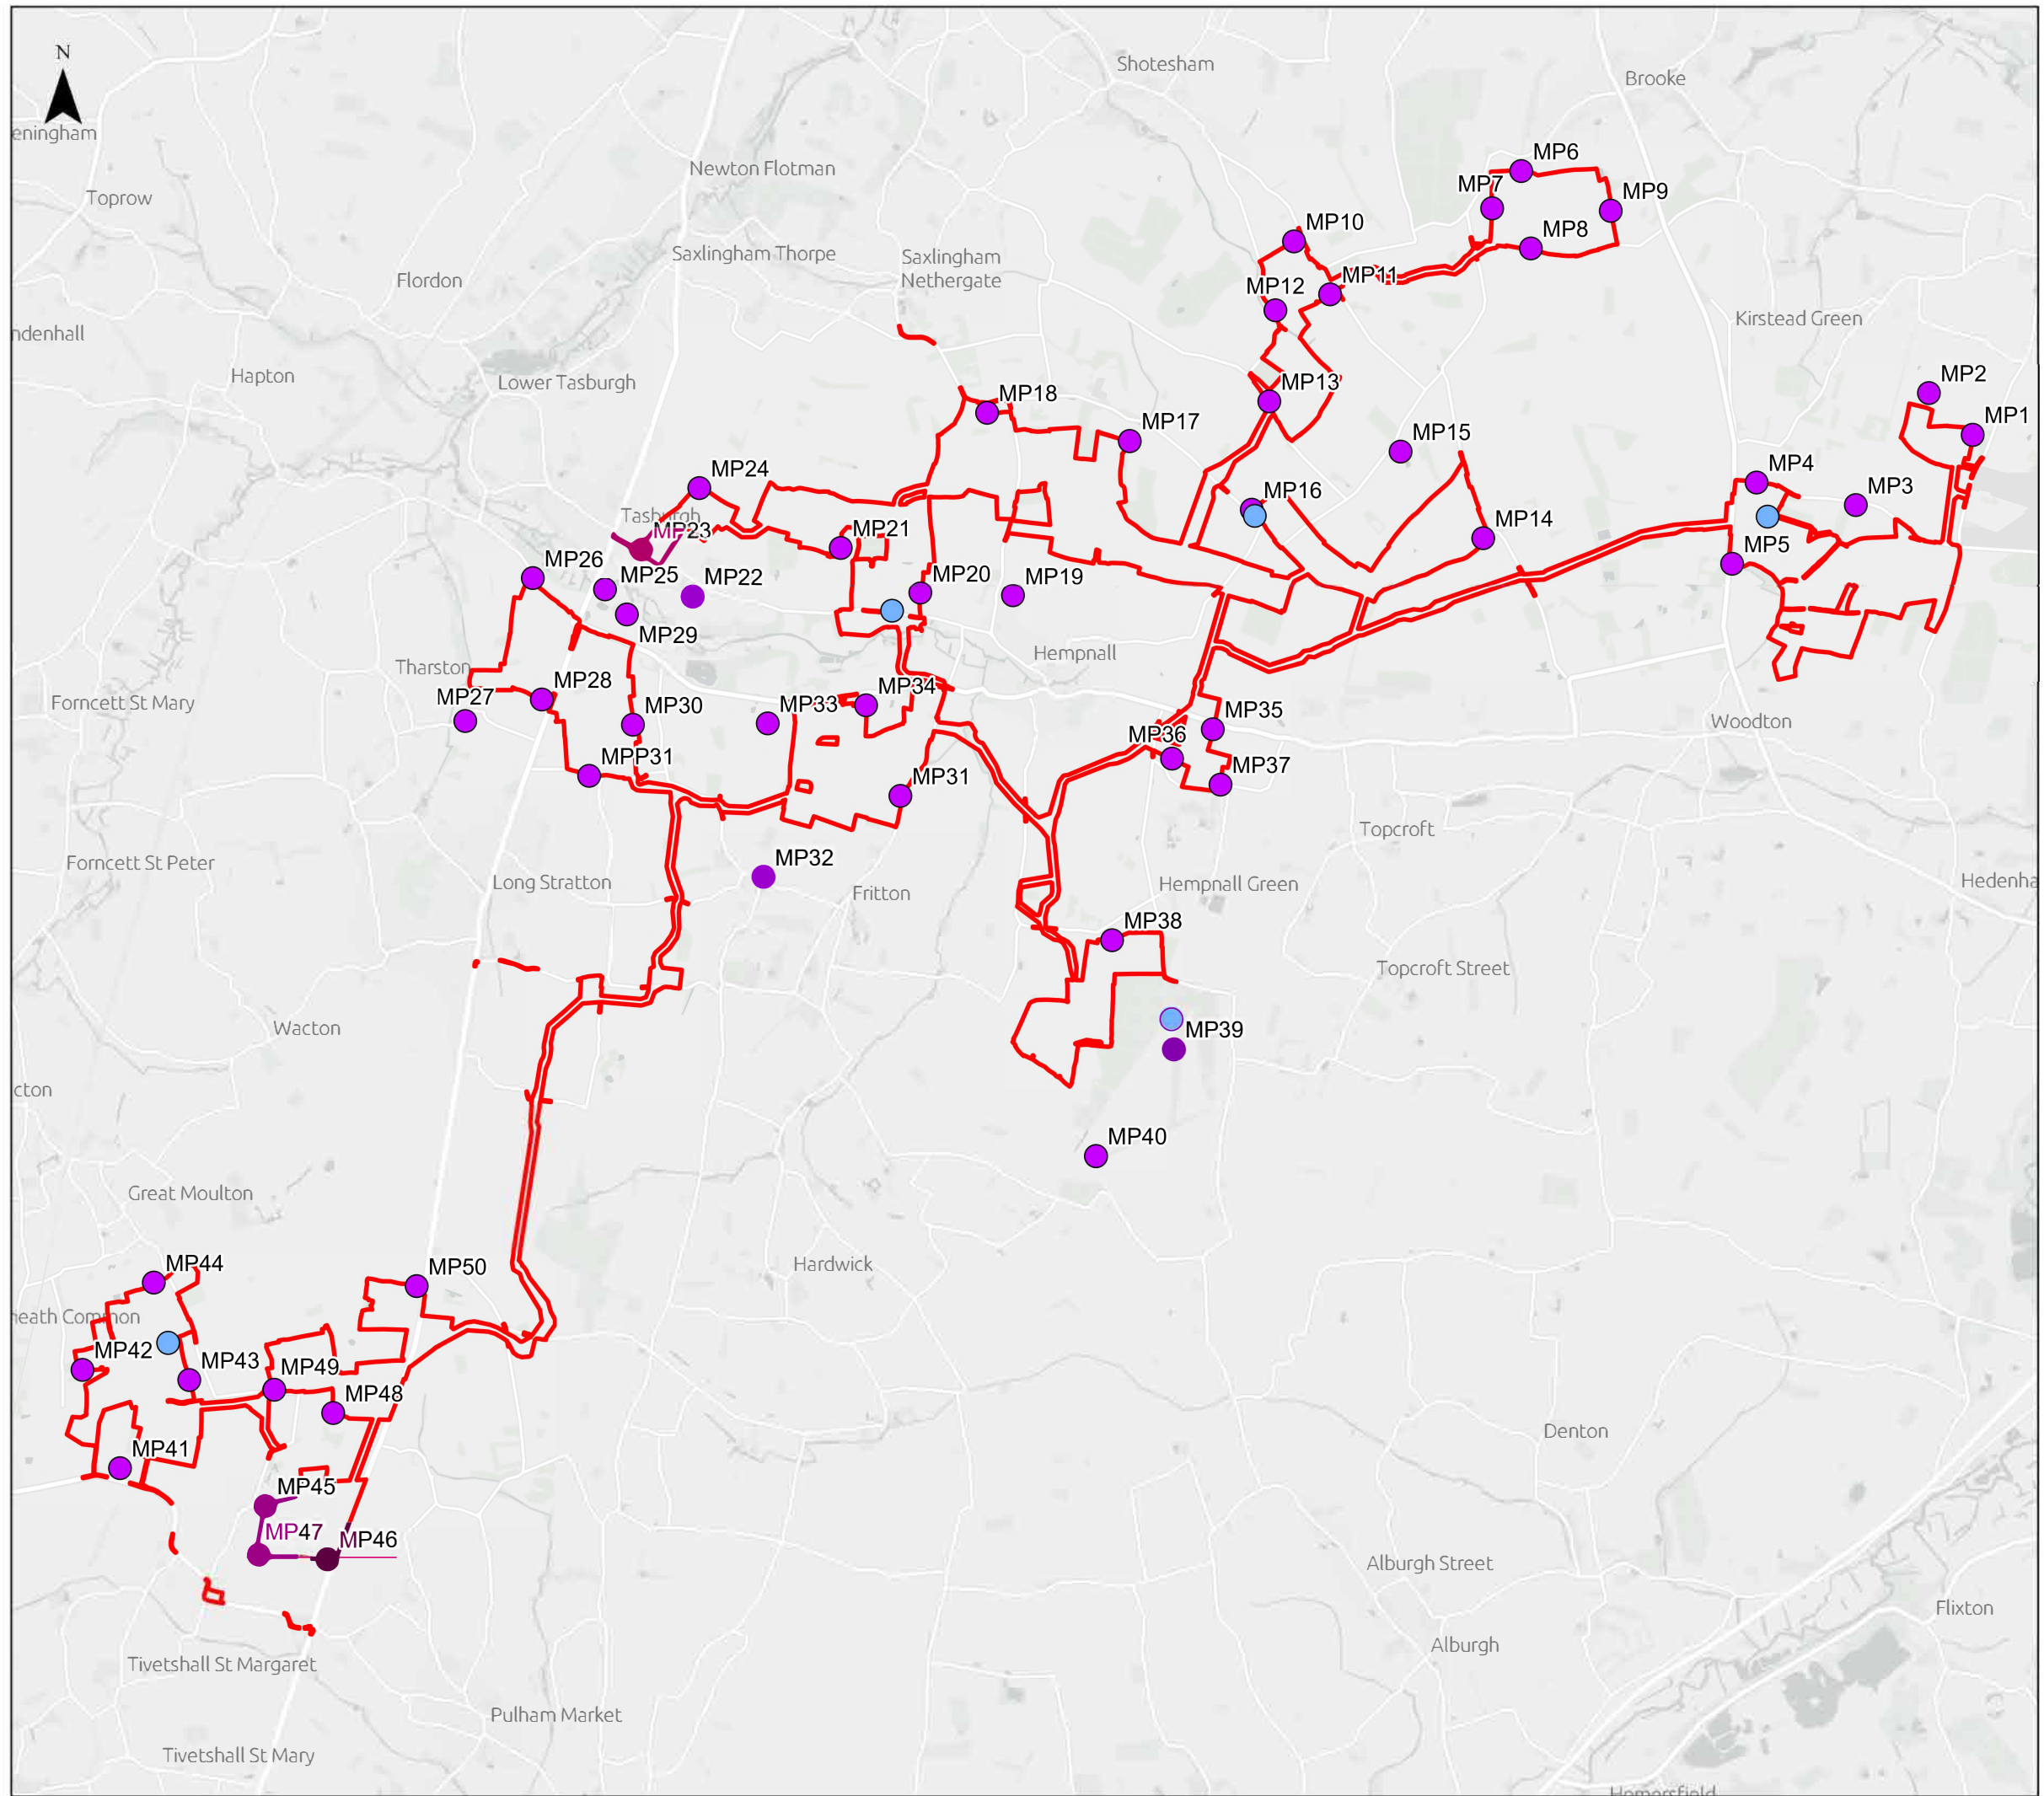 N
Shotesham
Brooke
eningham
MP6
Newton Flotman
MP7
MP9
Toprow
MP10
MP8
Saxlingham Thorpe
Saxlingham
Nethergate
Flordon
MP11
MP12
Kirstead Green
ndenhall
Hapton
Lower Tasburgh
MP13
MP2
MP18
MP1
MP17
MP15
MP24
MP4
MP3
MP16
Tasburgh
MP23
MP21
MP14
MP5
MP26
MP25
MP22
MP20
MP19
MP29
Hempnall
Tharston
MP28
MP34
MP27
Forncett St Mary
MP30
MP33
MP35
Woodton
MP36
MPP31
MP37
MP31
Topcroft
MP32
Forncett St Peter
Long Stratton
Fritton
Hempnall Green
Hedenha
MP38
Topcroft Street
Wacton
MP39
cton
MP40
Great Moulton
MP44
MP50
Hardwick
heath Common
MP42
MP43
MP49
MP48
Denton
MP41
MP45
MP47
MP46
Alburgh Street
Flixton
Alburgh
Tivetshall St Margaret
Pulham Market
Tivetshall St Mary
Homersfield